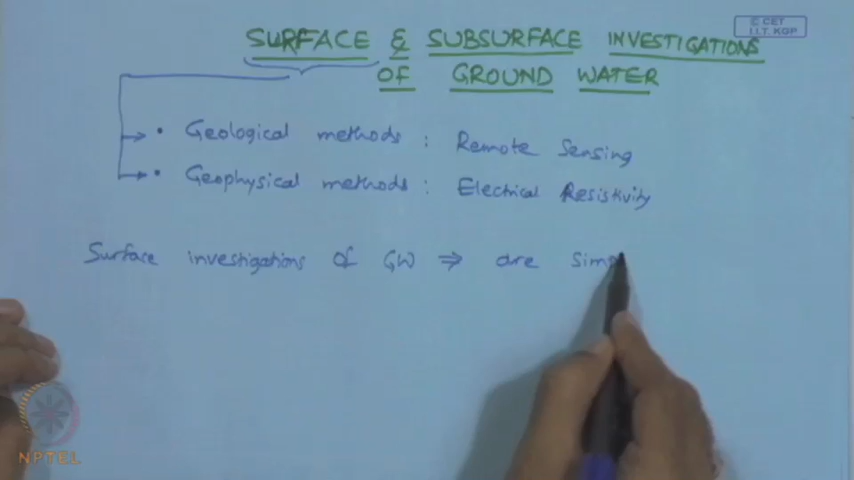 © CET
I.I.T. KGP
SURFACE & SUBSURFACE INVESTIGATIONS
OF GROUND WATER
• Geological methods : Remote Sensing
• Geophysical methods : Electrical Resistivity
Surface investigations of GW ⇒ are
NPTEL